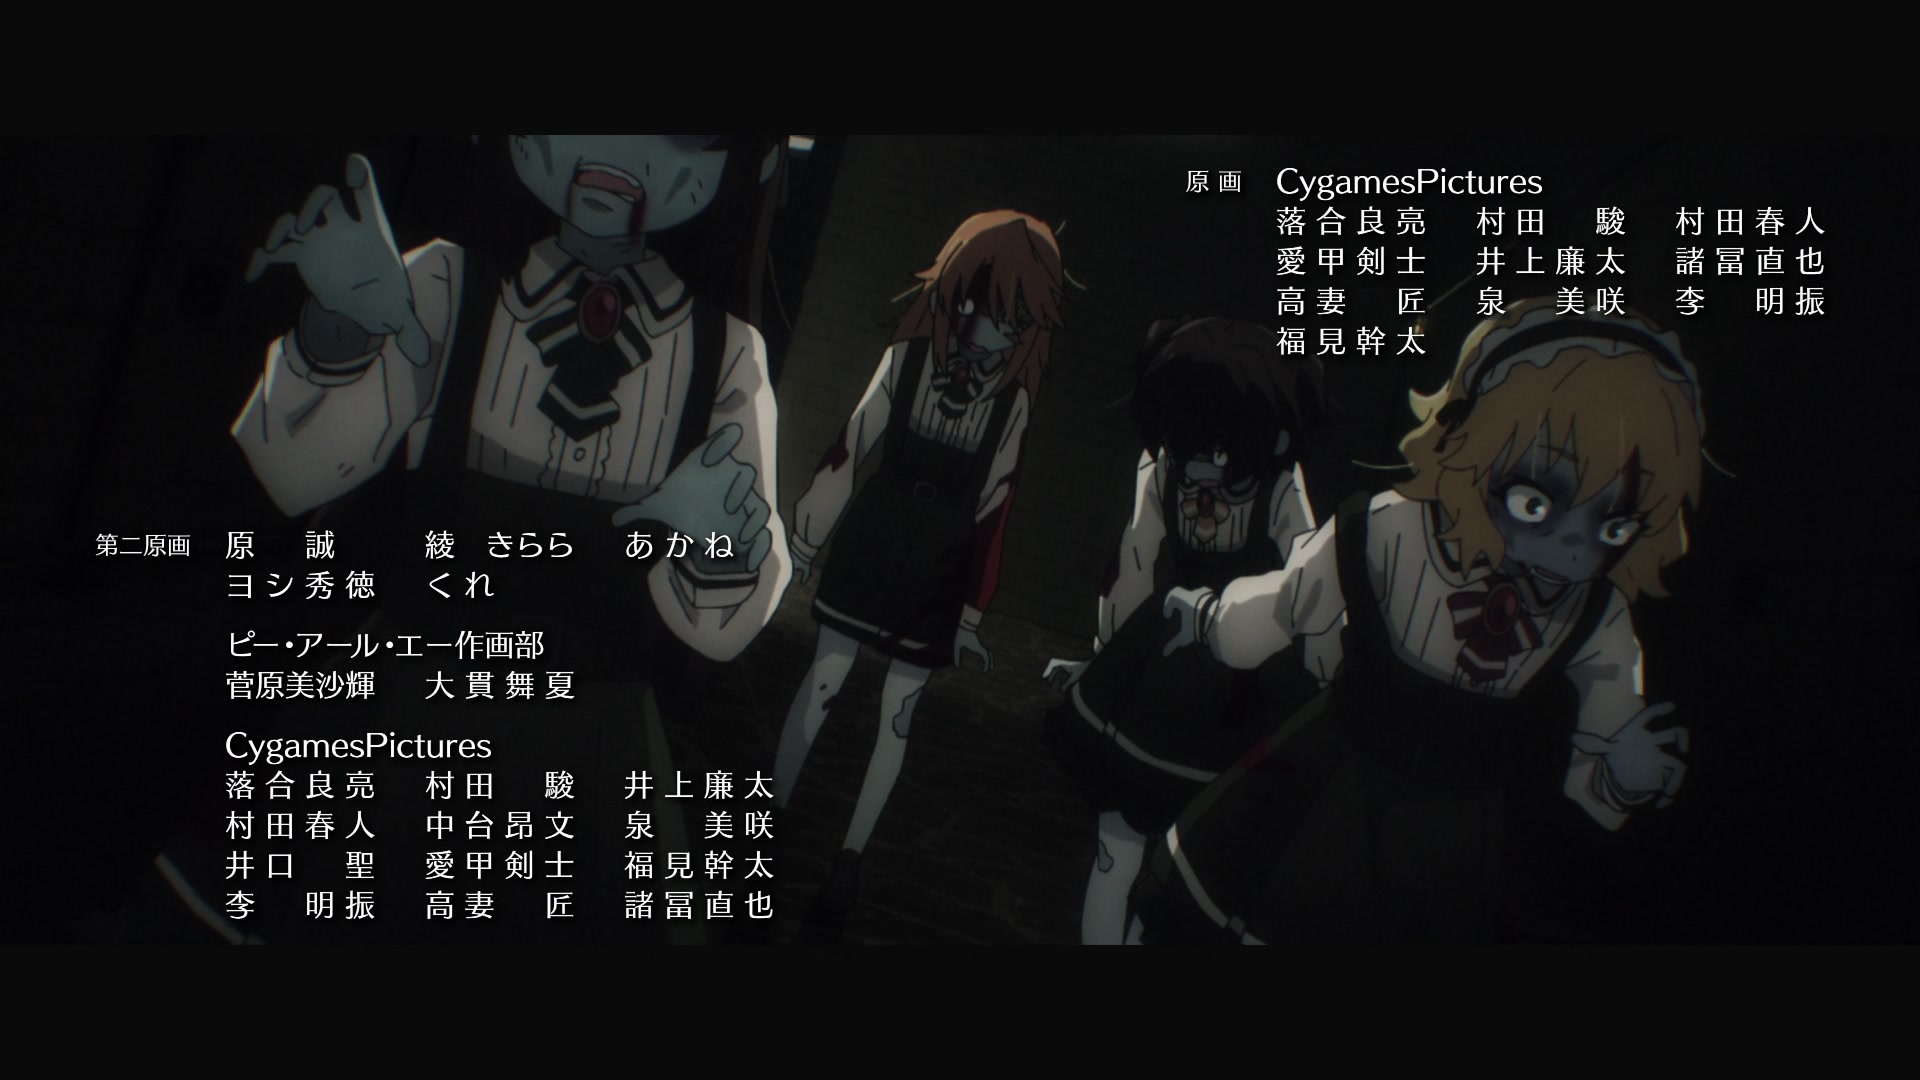 原画 CygamesPictures
落合良亮 村田 駿 村田春人
愛甲剣士 井上廉太 諸冨直也
高妻 匠 泉 美咲 李 明振
福見幹太
第二原画 原 誠 綾 きらら あかね
ヨシ秀徳 くれ
ピー・アール・エー作画部
菅原美沙輝 大貫舞夏
CygamesPictures
落合良亮 村田 駿 井上廉太
村田春人 中台昂文 泉 美咲
井口 聖 愛甲剣士 福見幹太
李 明振 高妻 匠 諸冨直也